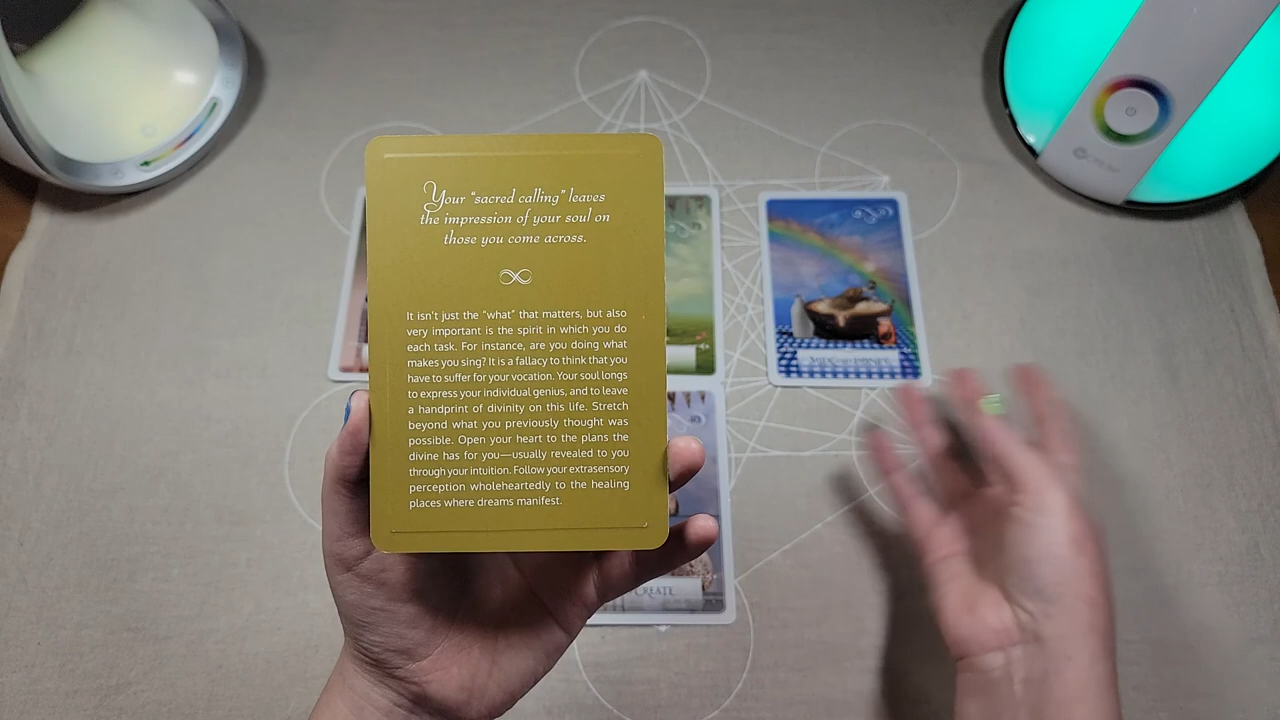 Your “sacred calling” leaves
the impression of your soul on
those you come across.
It isn't just the “what” that matters, but also
very important is the spirit in which you do
each task. For instance, are you doing what
makes you sing? It is a fallacy to think that you
have to suffer for your vocation. Your soul longs
to express your individual genius, and to leave
a handprint of divinity on this life. Stretch
beyond what you previously thought was
possible. Open your heart to the plans the
divine has for you—usually revealed to you
through your intuition. Follow your extrasensory
perception wholeheartedly to the healing
places where dreams manifest.
MILK AND HONEY
CREATE